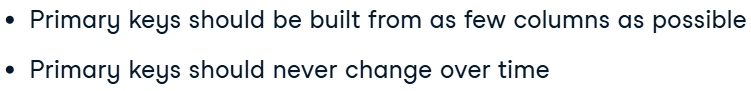 • Primary keys should be built from as few columns as possible
• Primary keys should never change over time